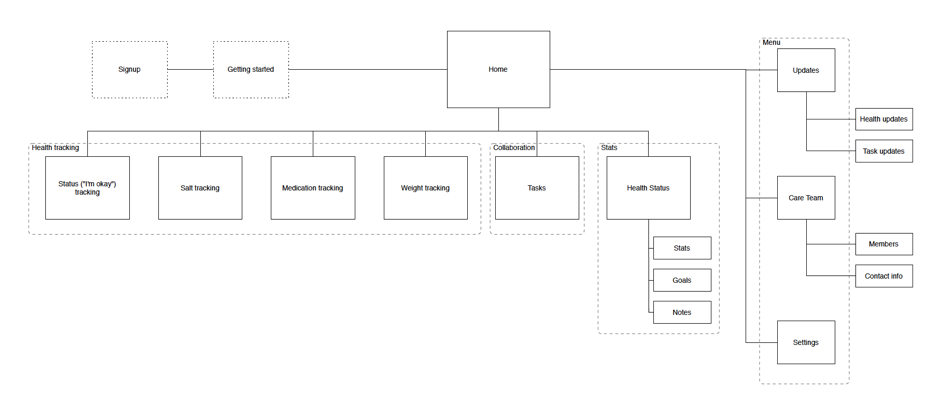 Menu
Signup
Getting started
Home
Updates
Health updates
Task updates
Health tracking
Collaboration
Stats
Status ("I'm okay")
tracking
Salt tracking
Medication tracking
Weight tracking
Tasks
Health Status
Care Team
Stats
Goals
Notes
Members
Contact info
Settings